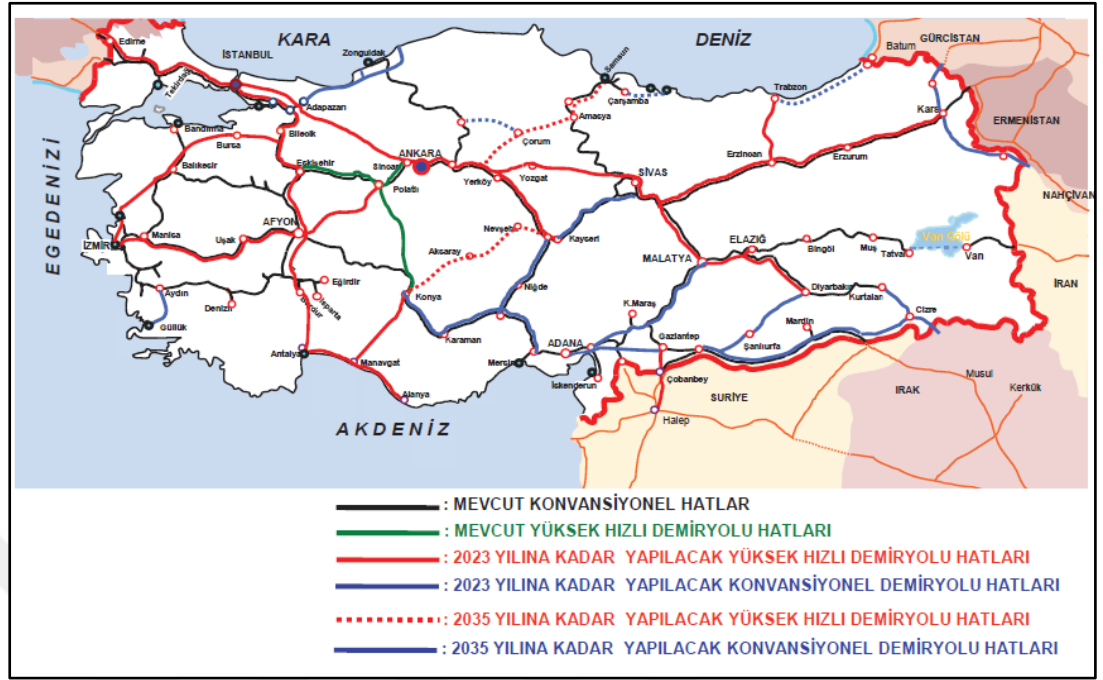 KARA
DENİZ
GÜRCİSTAN
Batum
Edirne
İSTANBUL
Zonguldak
Samsun
Tekirdağ
Adapazarı
Çarşamba
Trabzon
Kars
Amasya
ERMENİSTAN
Bandırma
Bursa
Bilecik
Çorum
EGEDENİZİ
Balıkesir
Eskişehir
Sincan
ANKARA
Yerköy
Yozgat
SİVAS
Erzincan
Erzurum
Polatlı
NAHÇİVAN
Manisa
Uşak
AFYON
Nevşehir
Kayseri
ELAZIĞ
Bingöl
Muş
Van Gölü
İZMİR
Aksaray
MALATYA
Tatvan
Van
Eğirdir
Niğde
İRAN
Aydın
Denizli
Burdur
Isparta
Konya
Diyarbakır
Kurtalan
K.Maraş
Mardin
Cizre
Güllük
Karaman
Gaziantep
Şanlıurfa
Antalya
Manavgat
Mersin
ADANA
Çobanbey
Musul
Kerkük
Alanya
İskenderun
SURİYE
IRAK
Halep
AKDENİZ
: MEVCUT KONVANSİYONEL HATLAR
: MEVCUT YÜKSEK HIZLI DEMİRYOLU HATLARI
: 2023 YILINA KADAR YAPILACAK YÜKSEK HIZLI DEMİRYOLU HATLARI
: 2023 YILINA KADAR YAPILACAK KONVANSİYONEL DEMİRYOLU HATLARI
: 2035 YILINA KADAR YAPILACAK YÜKSEK HIZLI DEMİRYOLU HATLARI
: 2035 YILINA KADAR YAPILACAK KONVANSİYONEL DEMİRYOLU HATLARI